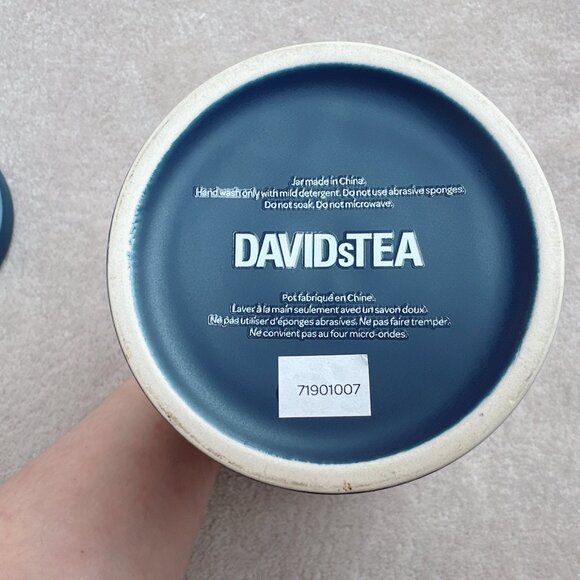 Jar made in China.
Hand wash only with mild detergent. Do not use abrasive sponges.
Do not soak. Do not microwave.
DAVIDsTEA
Pot fabriqué en Chine.
Laver à la main seulement avec un savon doux.
Ne pas utiliser d'éponges abrasives. Ne pas faire tremper.
Ne convient pas au four micro-ondes.
71901007